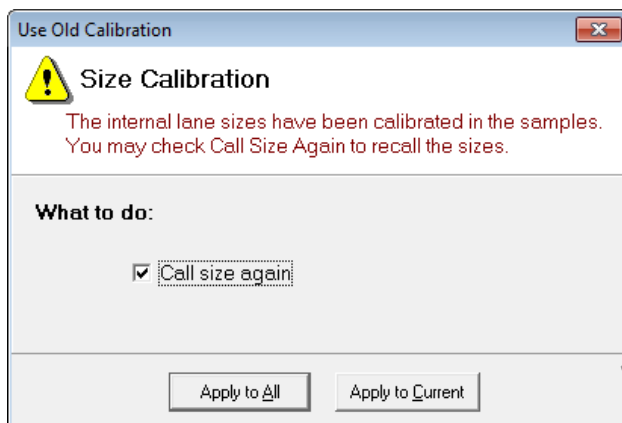 Use Old Calibration
Size Calibration
The internal lane sizes have been calibrated in the samples.
You may check Call Size Again to recall the sizes.
What to do:
Call size again
Apply to All
Apply to Current